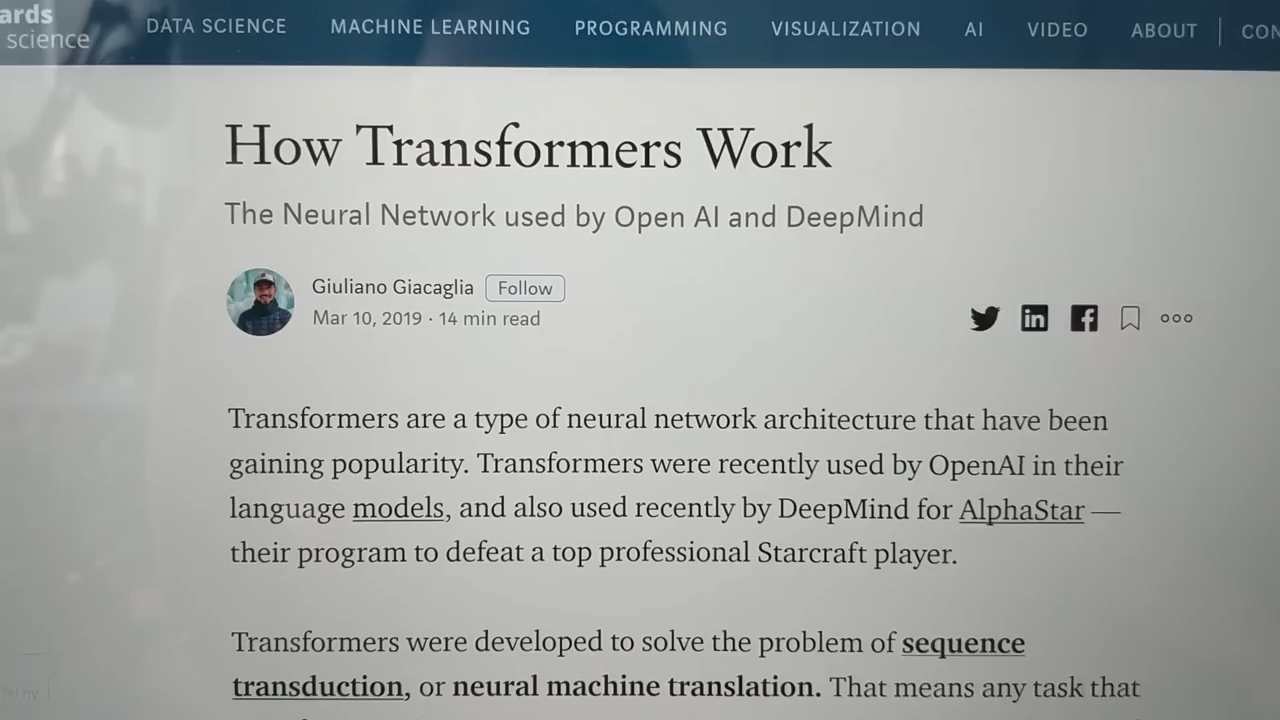 ards
science
DATA SCIENCE MACHINE LEARNING PROGRAMMING VISUALIZATION AI VIDEO ABOUT CON
How Transformers Work
The Neural Network used by Open AI and DeepMind
Giuliano Giacaglia Follow
Mar 10, 2019 · 14 min read
Transformers are a type of neural network architecture that have been
gaining popularity. Transformers were recently used by OpenAI in their
language models, and also used recently by DeepMind for AlphaStar —
their program to defeat a top professional Starcraft player.
Transformers were developed to solve the problem of sequence
transduction, or neural machine translation. That means any task that